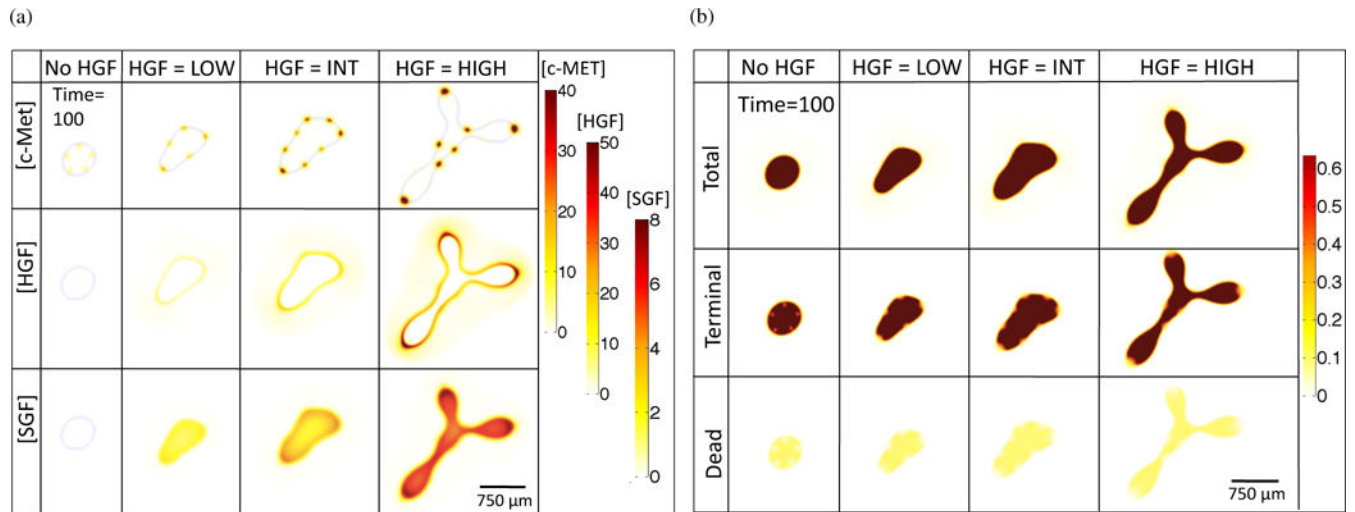 (a)
No HGF HGF = LOW HGF = INT HGF = HIGH
Time=
100
[c-Met]
[HGF]
[SGF]
750 μm
[c-MET]
40
30
20
10
0
[HGF]
50
40
30
20
10
0
[SGF]
8
6
4
2
0
(b)
No HGF HGF = LOW HGF = INT HGF = HIGH
Time=100
Total
Terminal
Dead
750 μm
0.6
0.5
0.4
0.3
0.2
0.1
0